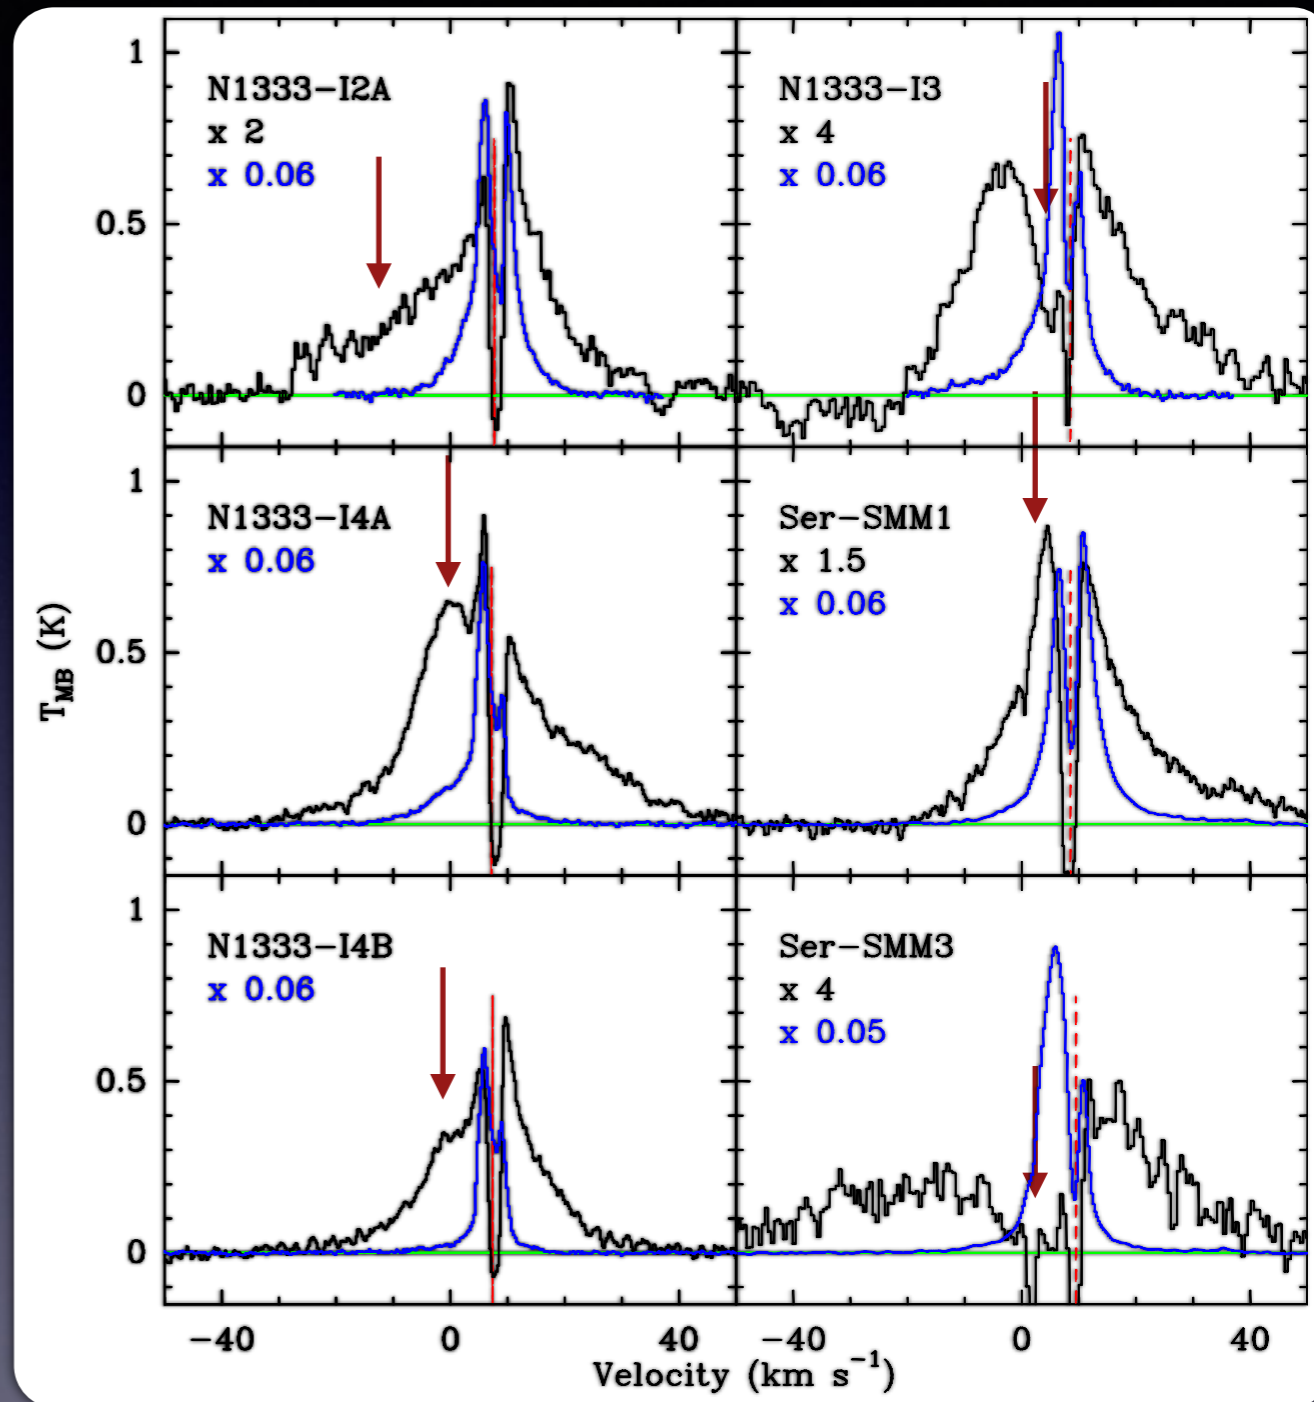 1
0.5
0
N1333-I2A
x 2
x 0.06
N1333-I3
x 4
x 0.06
1
0.5
0
N1333-I4A
x 0.06
Ser-SMM1
x 1.5
x 0.06
1
0.5
0
N1333-I4B
x 0.06
Ser-SMM3
x 4
x 0.05
T_MB (K)
−40 0 40 −40 0 40
Velocity (km s⁻¹)